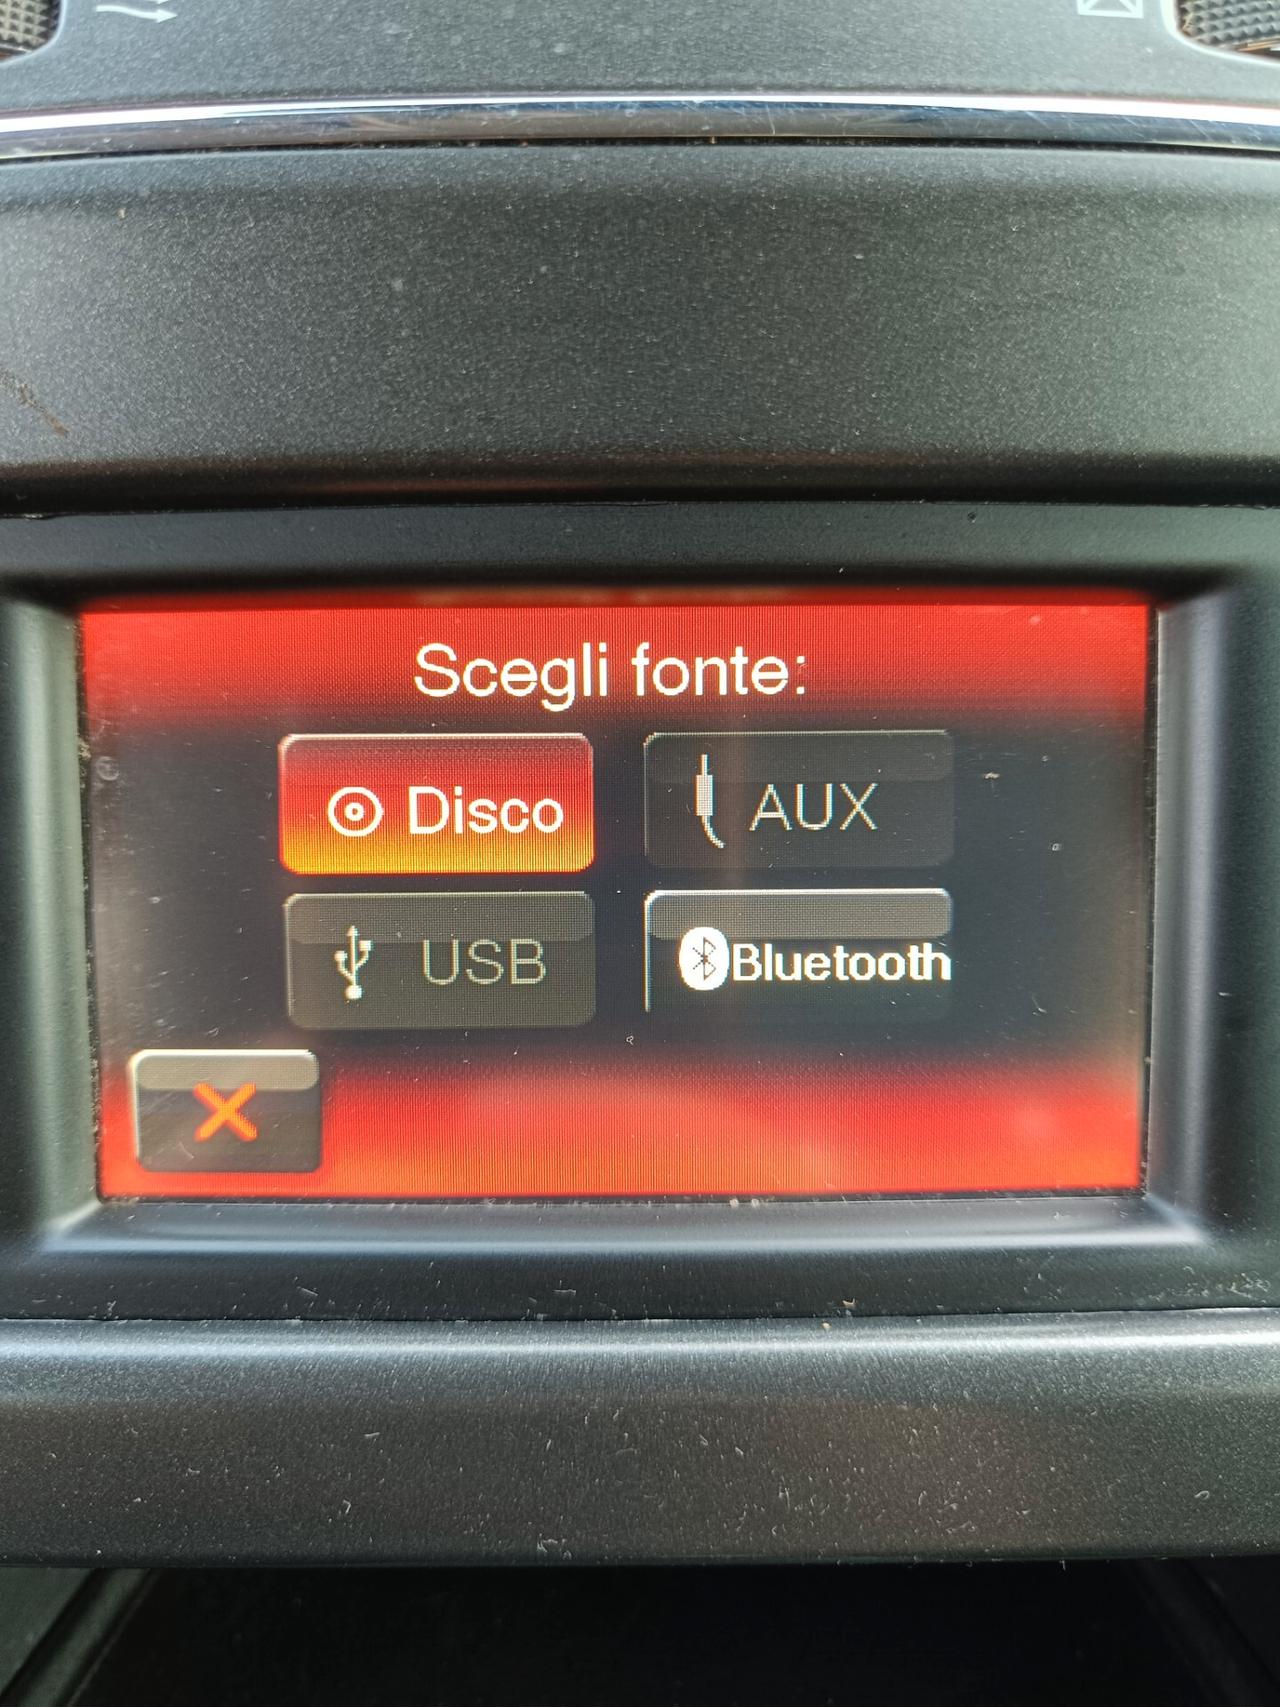 Scegli fonte:
Disco
AUX
USB
Bluetooth